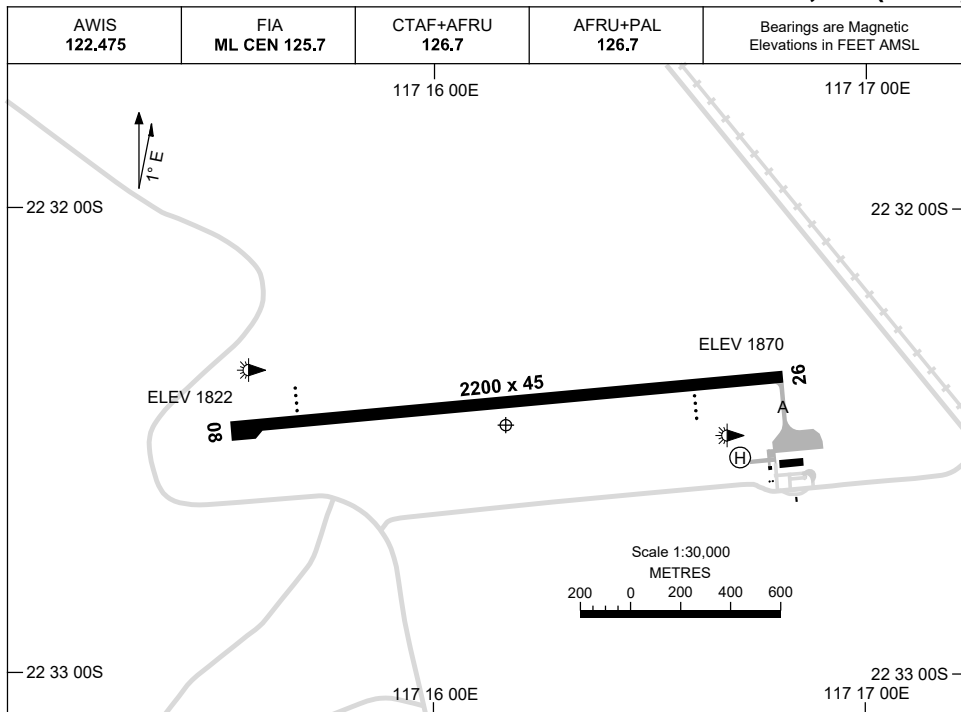 AWIS
122.475
FIA
ML CEN 125.7
CTAF+AFRU
126.7
AFRU+PAL
126.7
Bearings are Magnetic
Elevations in FEET AMSL
117 16 00E
117 17 00E
1° E
22 32 00S
22 32 00S
ELEV 1870
ELEV 1822
2200 x 45
08
26
A
H
Scale 1:30,000
METRES
200 0 200 400 600
22 33 00S
22 33 00S
117 16 00E
117 17 00E